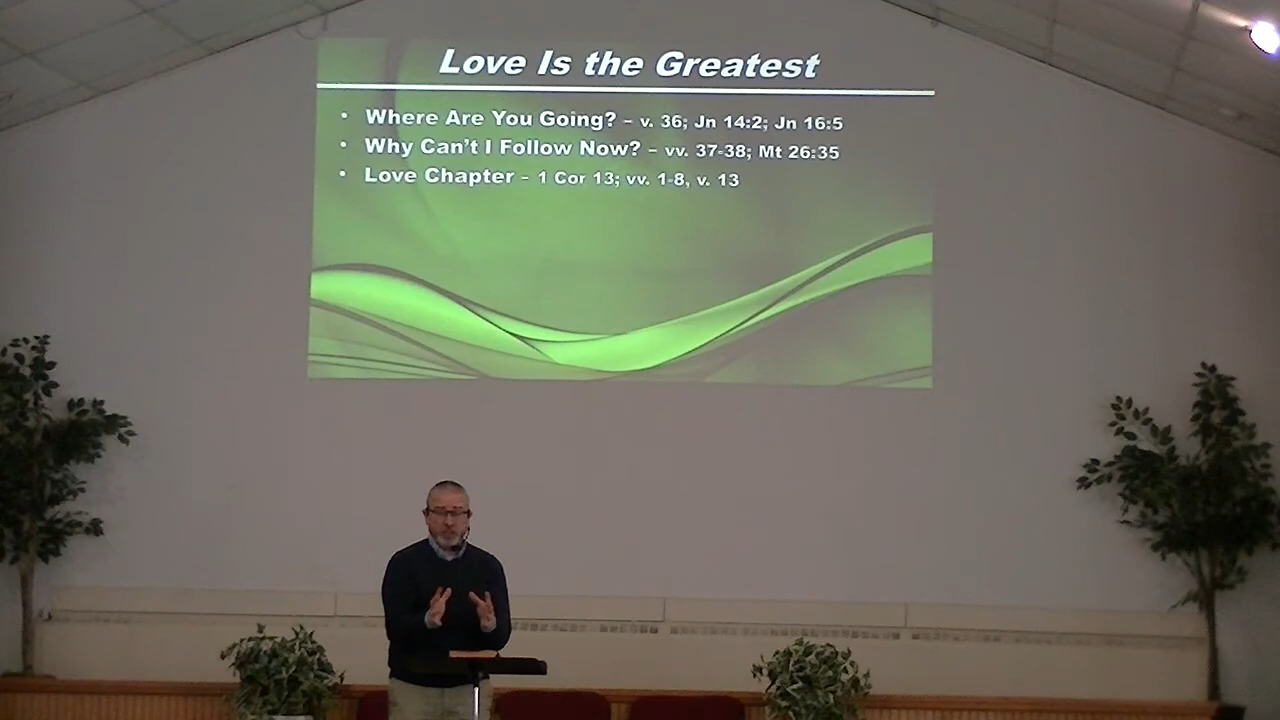 Love Is the Greatest
• Where Are You Going? – v. 36; Jn 14:2; Jn 16:5
• Why Can't I Follow Now? – vv. 37-38; Mt 26:35
• Love Chapter – 1 Cor 13; vv. 1-8, v. 13